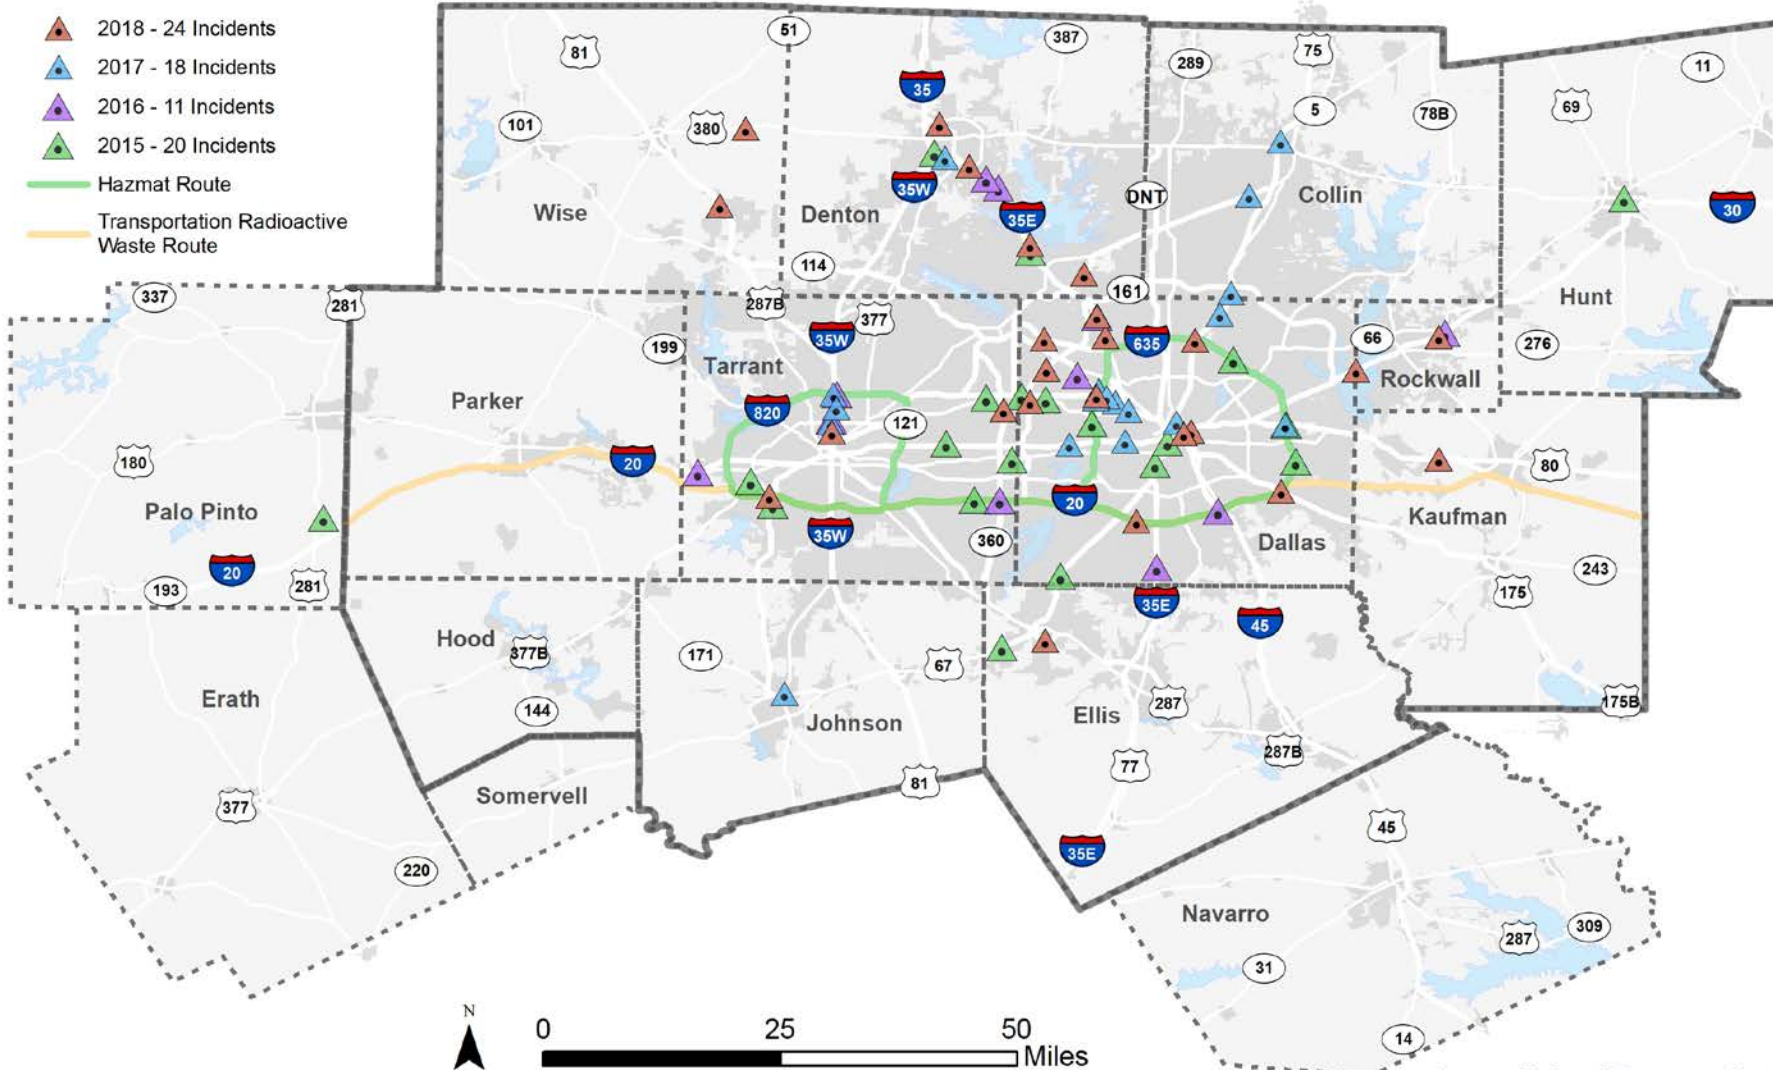 2018 - 24 Incidents
2017 - 18 Incidents
2016 - 11 Incidents
2015 - 20 Incidents
Hazmat Route
Transportation Radioactive
Waste Route
51
387
75
81
289
11
35
5
78B
69
101
380
35W
DNT
Collin
30
Wise
Denton
35E
114
161
Hunt
337
281
287B
377
35W
635
66
276
199
Tarrant
Rockwall
Parker
820
121
180
20
80
Palo Pinto
20
Kaufman
35W
360
Dallas
20
193
281
243
175
35E
45
Hood
377B
171
67
Erath
144
Johnson
Ellis
287
175B
287B
77
81
Somervell
377
45
35E
220
Navarro
309
287
31
N
0 25 50
Miles
14